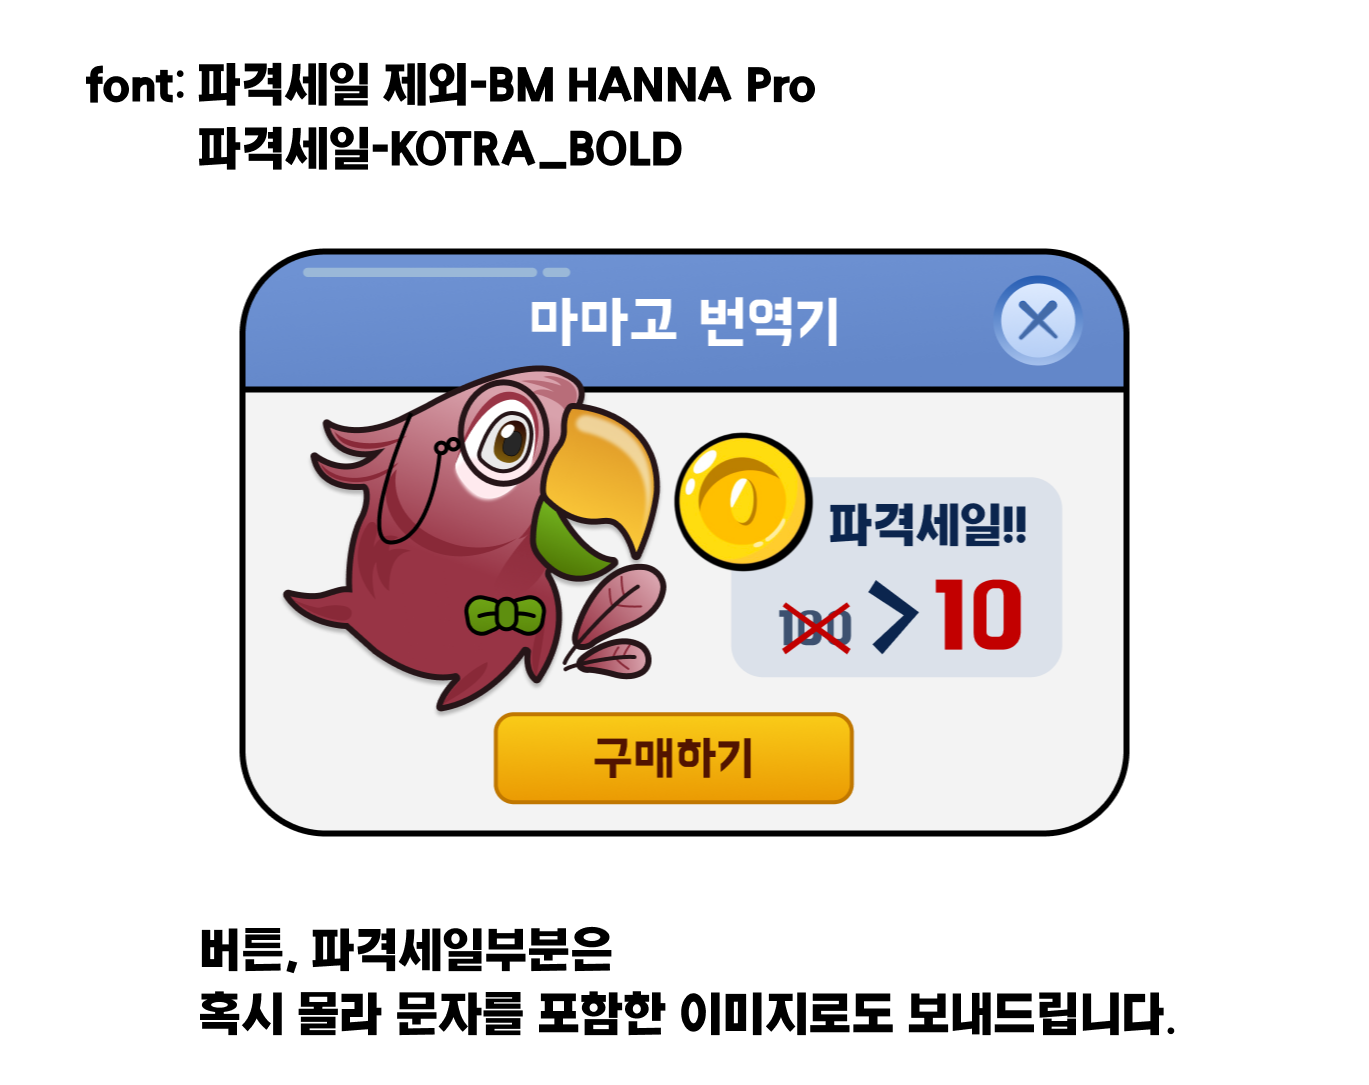 font: 파격세일 제외-BM HANNA Pro
파격세일-KOTRA_BOLD
마마고 번역기
파격세일!!
100 > 10
구매하기
버튼, 파격세일부분은
혹시 몰라 문자를 포함한 이미지로도 보내드립니다.